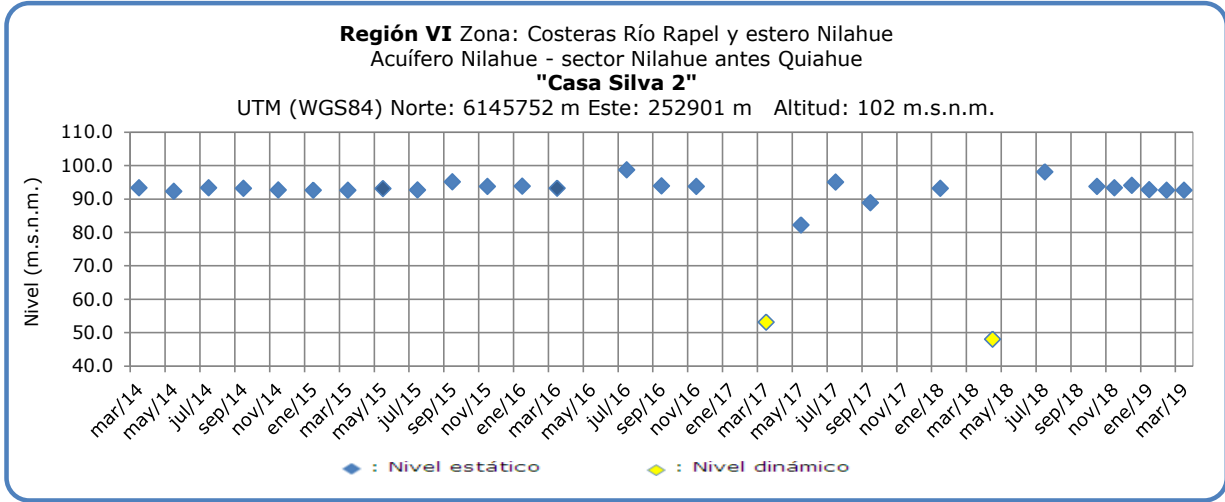 Región VI Zona: Costeras Río Rapel y estero Nilahue
Acuífero Nilahue - sector Nilahue antes Quiahue
"Casa Silva 2"
UTM (WGS84) Norte: 6145752 m Este: 252901 m Altitud: 102 m.s.n.m.
Nivel (m.s.n.m.)
110.0
100.0
90.0
80.0
70.0
60.0
50.0
40.0
mar/14
may/14
jul/14
sep/14
nov/14
ene/15
mar/15
may/15
jul/15
sep/15
nov/15
ene/16
mar/16
may/16
jul/16
sep/16
nov/16
ene/17
mar/17
may/17
jul/17
sep/17
nov/17
ene/18
mar/18
may/18
jul/18
sep/18
nov/18
ene/19
mar/19
: Nivel estático
: Nivel dinámico